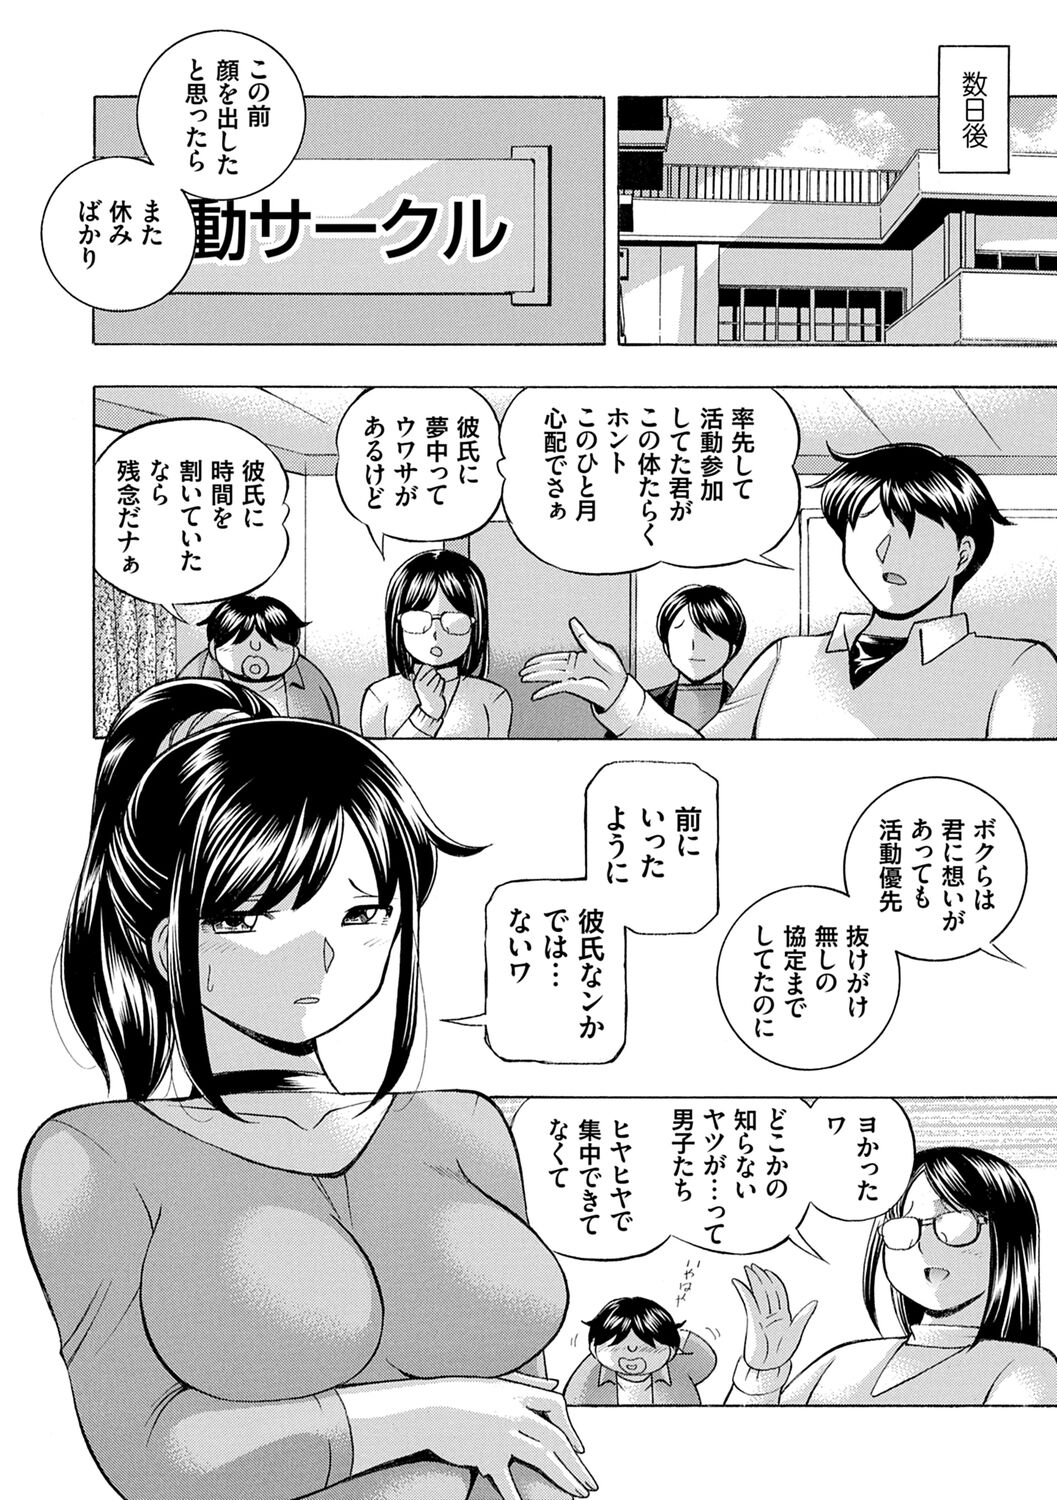 数日後
この前
顔を出した
と思ったら
また
休み
ばかり
動サークル
率先して
活動参加
してた君が
この体たらく
ホント
このひと月
心配でさぁ
彼氏に
夢中って
ウワサが
あるけど
彼氏に
時間を
割いていた
なら
残念だナぁ
ボクらは
君に想いが
あっても
活動優先
抜けがけ
無しの
協定まで
してたのに
前に
いった
ように
彼氏なンか
では…
ないワ
ヨかった
ワ
どこかの
知らない
ヤツが…って
男子たち
ヒヤヒヤで
集中できて
なくて
いやはや